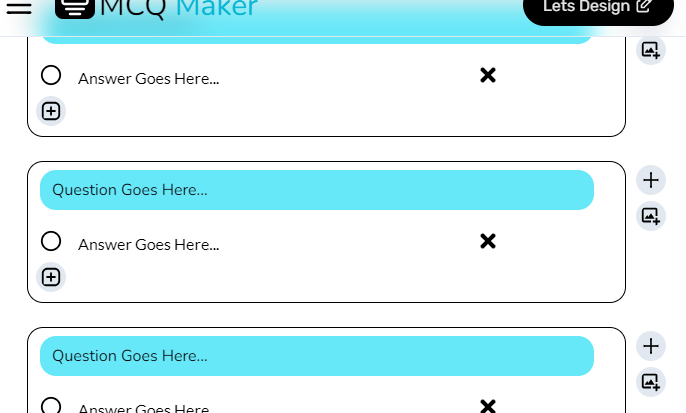 MCQ Maker
Lets Design
Answer Goes Here...
Question Goes Here...
Answer Goes Here...
Question Goes Here...
Answer Goes Here